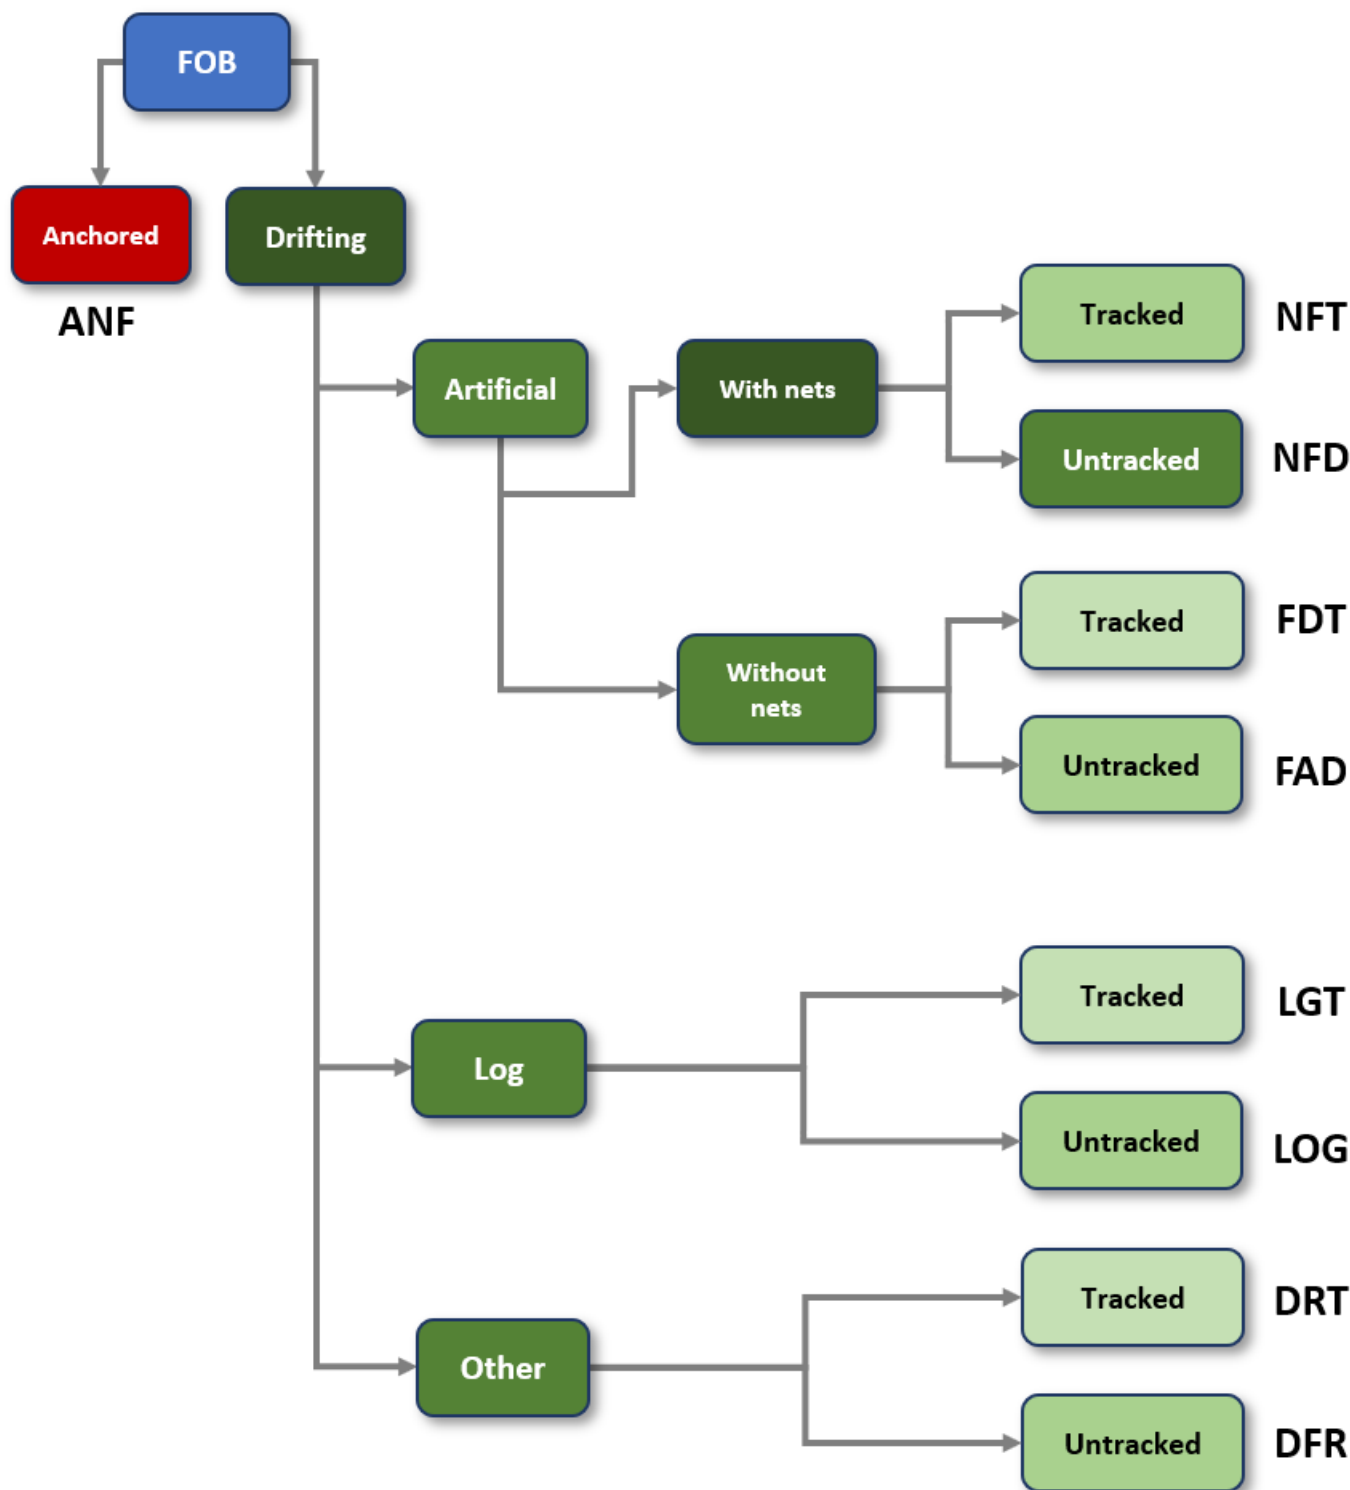 FOB
Anchored
Drifting
ANF
Artificial
With nets
Tracked
NFT
Untracked
NFD
Without
nets
Tracked
FDT
Untracked
FAD
Log
Tracked
LGT
Untracked
LOG
Other
Tracked
DRT
Untracked
DFR